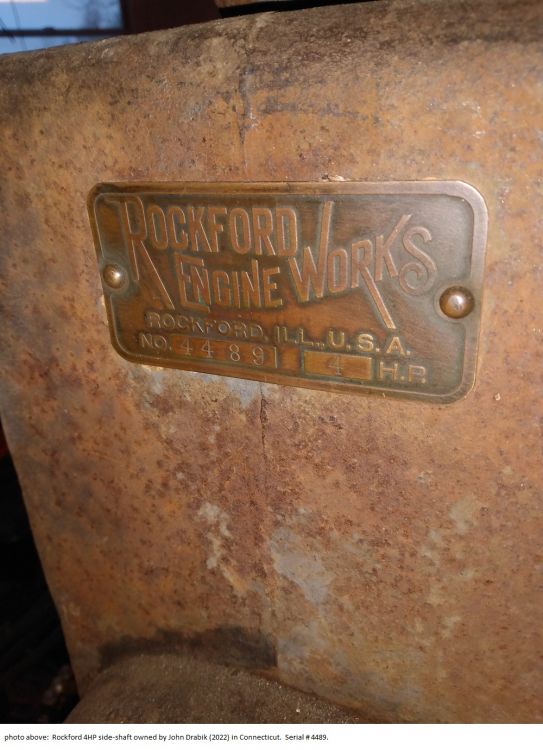 ROCKFORD
ENGINE WORKS
ROCKFORD, ILL., U.S.A.
NO. 4489 4 H.P.
photo above: Rockford 4HP side-shaft owned by John Drabik (2022) in Connecticut. Serial #4489.